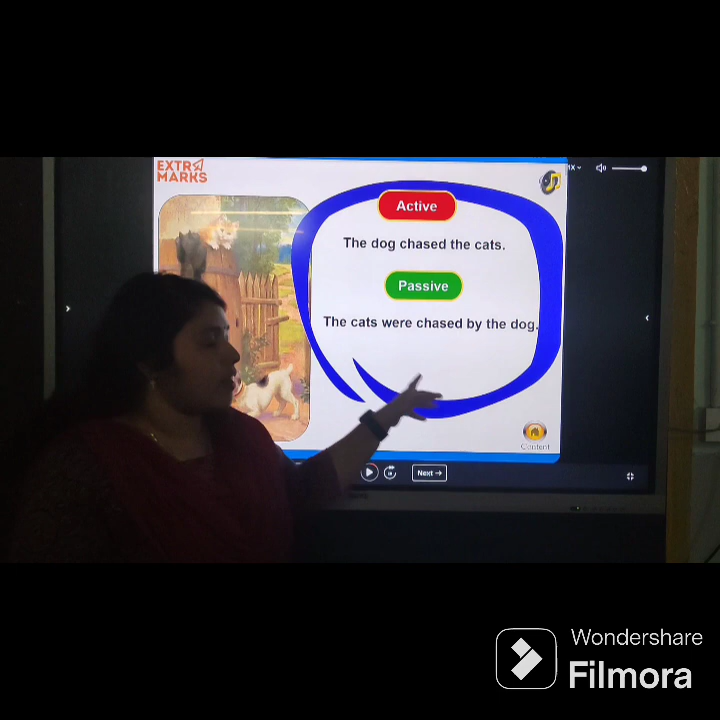 EXTRA
MARKS
1X
Active
The dog chased the cats.
Passive
The cats were chased by the dog.
Content
Next →
Wondershare
Filmora